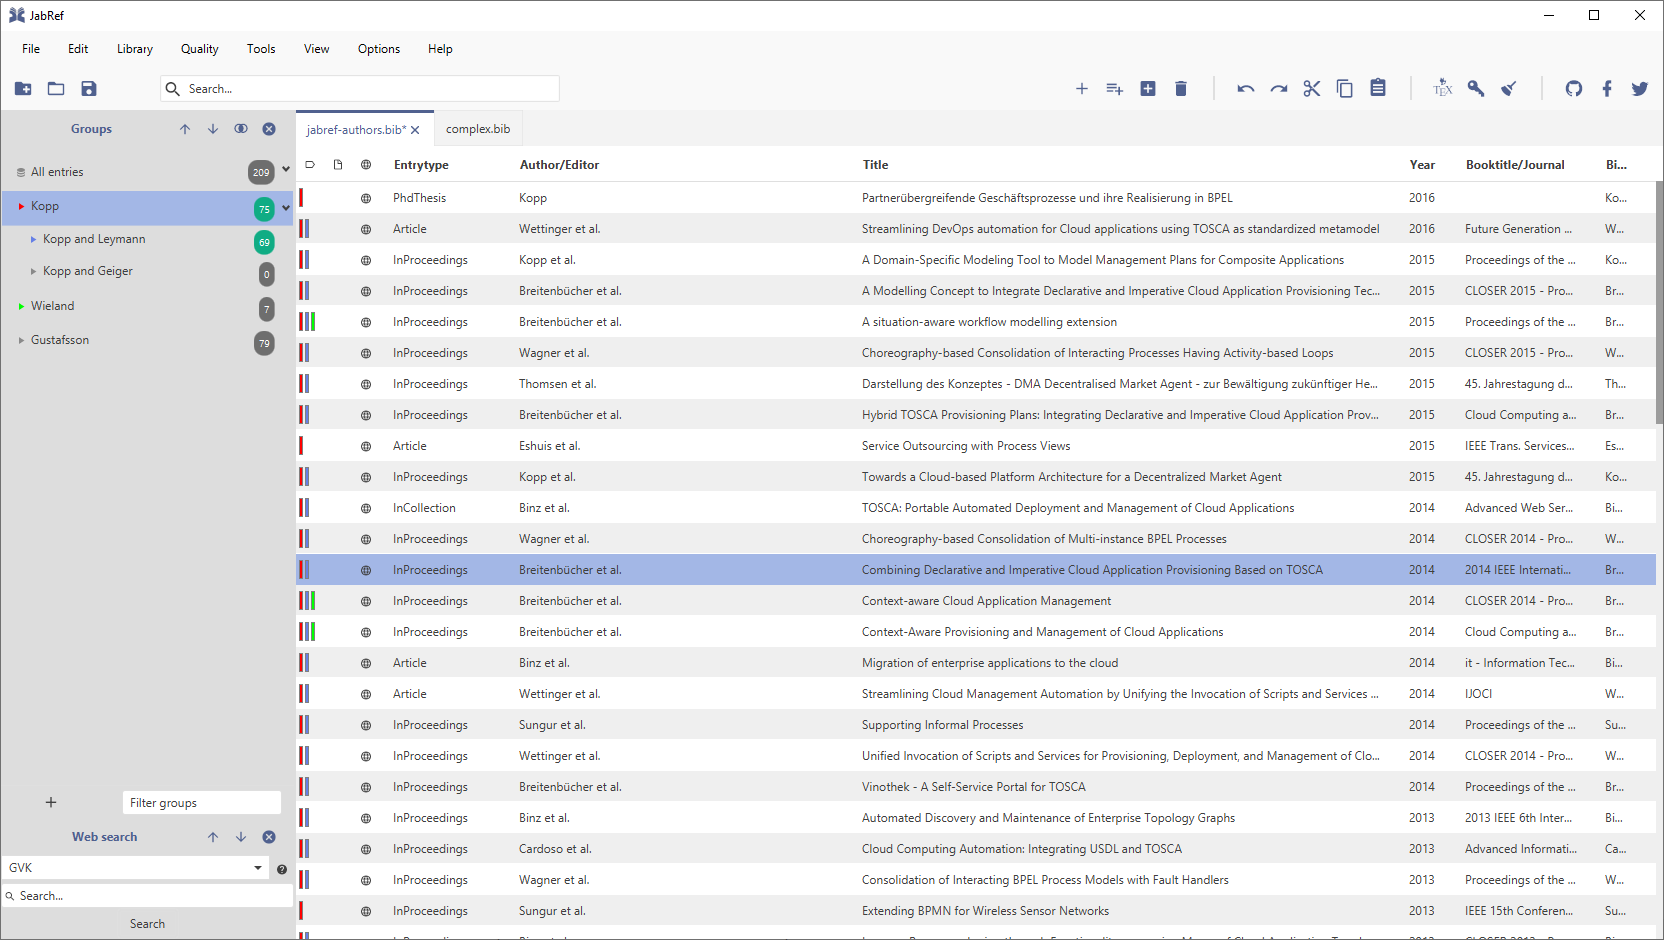 JabRef
File Edit Library Quality Tools View Options Help
Search...
TEX
Groups
jabref-authors.bib* complex.bib
All entries 209
Kopp 75
Kopp and Leymann 69
Kopp and Geiger 0
Wieland 7
Gustafsson 79
Filter groups
Web search
GVK
Search...
Search
Entrytype Author/Editor Title Year Booktitle/Journal Bi...
PhdThesis Kopp Partnerübergreifende Geschäftsprozesse und ihre Realisierung in BPEL 2016 Ko...
Article Wettinger et al. Streamlining DevOps automation for Cloud applications using TOSCA as standardized metamodel 2016 Future Generation ... W...
InProceedings Kopp et al. A Domain-Specific Modeling Tool to Model Management Plans for Composite Applications 2015 Proceedings of the ... Ko...
InProceedings Breitenbücher et al. A Modelling Concept to Integrate Declarative and Imperative Cloud Application Provisioning Tec... 2015 CLOSER 2015 - Pro... Br...
InProceedings Breitenbücher et al. A situation-aware workflow modelling extension 2015 Proceedings of the ... Br...
InProceedings Wagner et al. Choreography-based Consolidation of Interacting Processes Having Activity-based Loops 2015 CLOSER 2015 - Pro... W...
InProceedings Thomsen et al. Darstellung des Konzeptes - DMA Decentralised Market Agent - zur Bewältigung zukünftiger He... 2015 45. Jahrestagung d... Th...
InProceedings Breitenbücher et al. Hybrid TOSCA Provisioning Plans: Integrating Declarative and Imperative Cloud Application Prov... 2015 Cloud Computing a... Br...
Article Eshuis et al. Service Outsourcing with Process Views 2015 IEEE Trans. Services... Es...
InProceedings Kopp et al. Towards a Cloud-based Platform Architecture for a Decentralized Market Agent 2015 45. Jahrestagung d... Ko...
InCollection Binz et al. TOSCA: Portable Automated Deployment and Management of Cloud Applications 2014 Advanced Web Ser... Bi...
InProceedings Wagner et al. Choreography-based Consolidation of Multi-instance BPEL Processes 2014 CLOSER 2014 - Pro... W...
InProceedings Breitenbücher et al. Combining Declarative and Imperative Cloud Application Provisioning Based on TOSCA 2014 2014 IEEE Internati... Br...
InProceedings Breitenbücher et al. Context-aware Cloud Application Management 2014 CLOSER 2014 - Pro... Br...
InProceedings Breitenbücher et al. Context-Aware Provisioning and Management of Cloud Applications 2014 Cloud Computing a... Br...
Article Binz et al. Migration of enterprise applications to the cloud 2014 it - Information Tec... Bi...
Article Wettinger et al. Streamlining Cloud Management Automation by Unifying the Invocation of Scripts and Services ... 2014 IJOCI W...
InProceedings Sungur et al. Supporting Informal Processes 2014 Proceedings of the ... Su...
InProceedings Wettinger et al. Unified Invocation of Scripts and Services for Provisioning, Deployment, and Management of Clo... 2014 CLOSER 2014 - Pro... W...
InProceedings Breitenbücher et al. Vinothek - A Self-Service Portal for TOSCA 2014 Proceedings of the ... Br...
InProceedings Binz et al. Automated Discovery and Maintenance of Enterprise Topology Graphs 2013 2013 IEEE 6th Inter... Bi...
InProceedings Cardoso et al. Cloud Computing Automation: Integrating USDL and TOSCA 2013 Advanced Informati... Ca...
InProceedings Wagner et al. Consolidation of Interacting BPEL Process Models with Fault Handlers 2013 Proceedings of the ... W...
InProceedings Sungur et al. Extending BPMN for Wireless Sensor Networks 2013 IEEE 15th Conferen... Su...